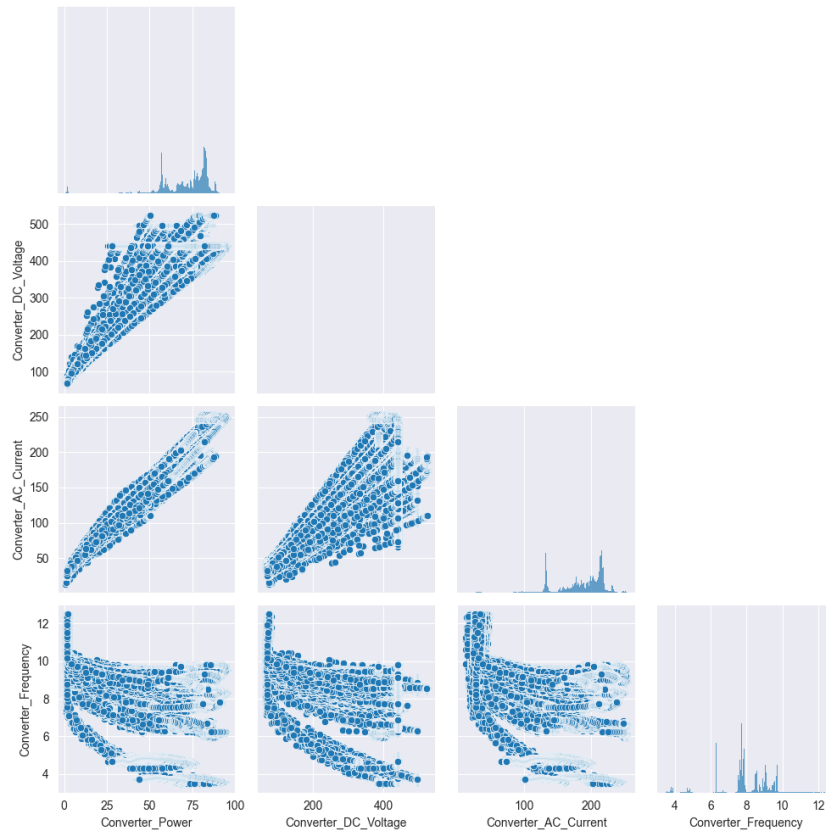 500
400
300
200
100
Converter_DC_Voltage
250
200
150
100
50
Converter_AC_Current
12
10
8
6
4
Converter_Frequency
0 25 50 75 100
Converter_Power
200 400
Converter_DC_Voltage
100 200
Converter_AC_Current
4 6 8 10 12
Converter_Frequency